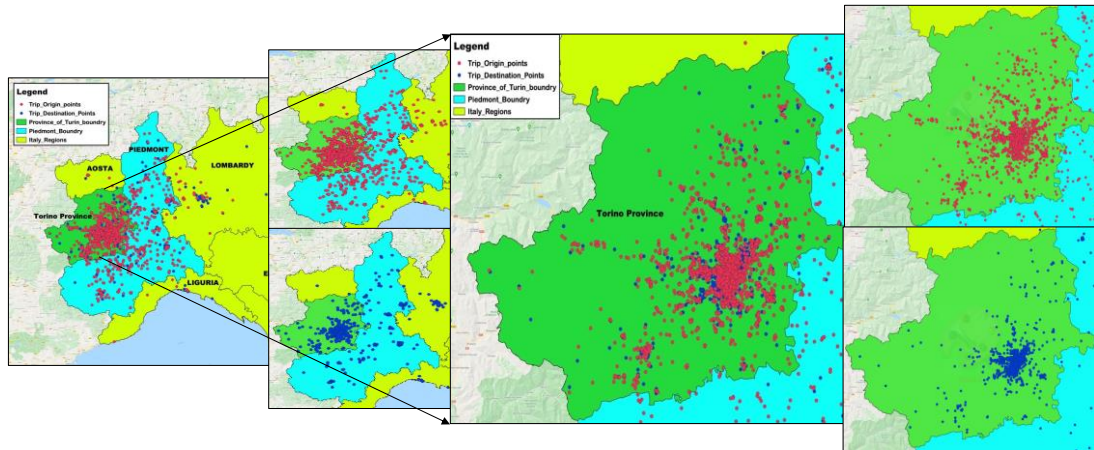 Legend
Trip_Origin_points
Trip_Destination_Points
Province_of_Turin_boundry
Piedmont_Boundry
Italy_Regions
PIEDMONT
AOSTA
LOMBARDY
Torino Province
LIGURIA
E
Legend
Trip_Origin_points
Trip_Destination_Points
Province_of_Turin_boundry
Piedmont_Boundry
Italy_Regions
Torino Province